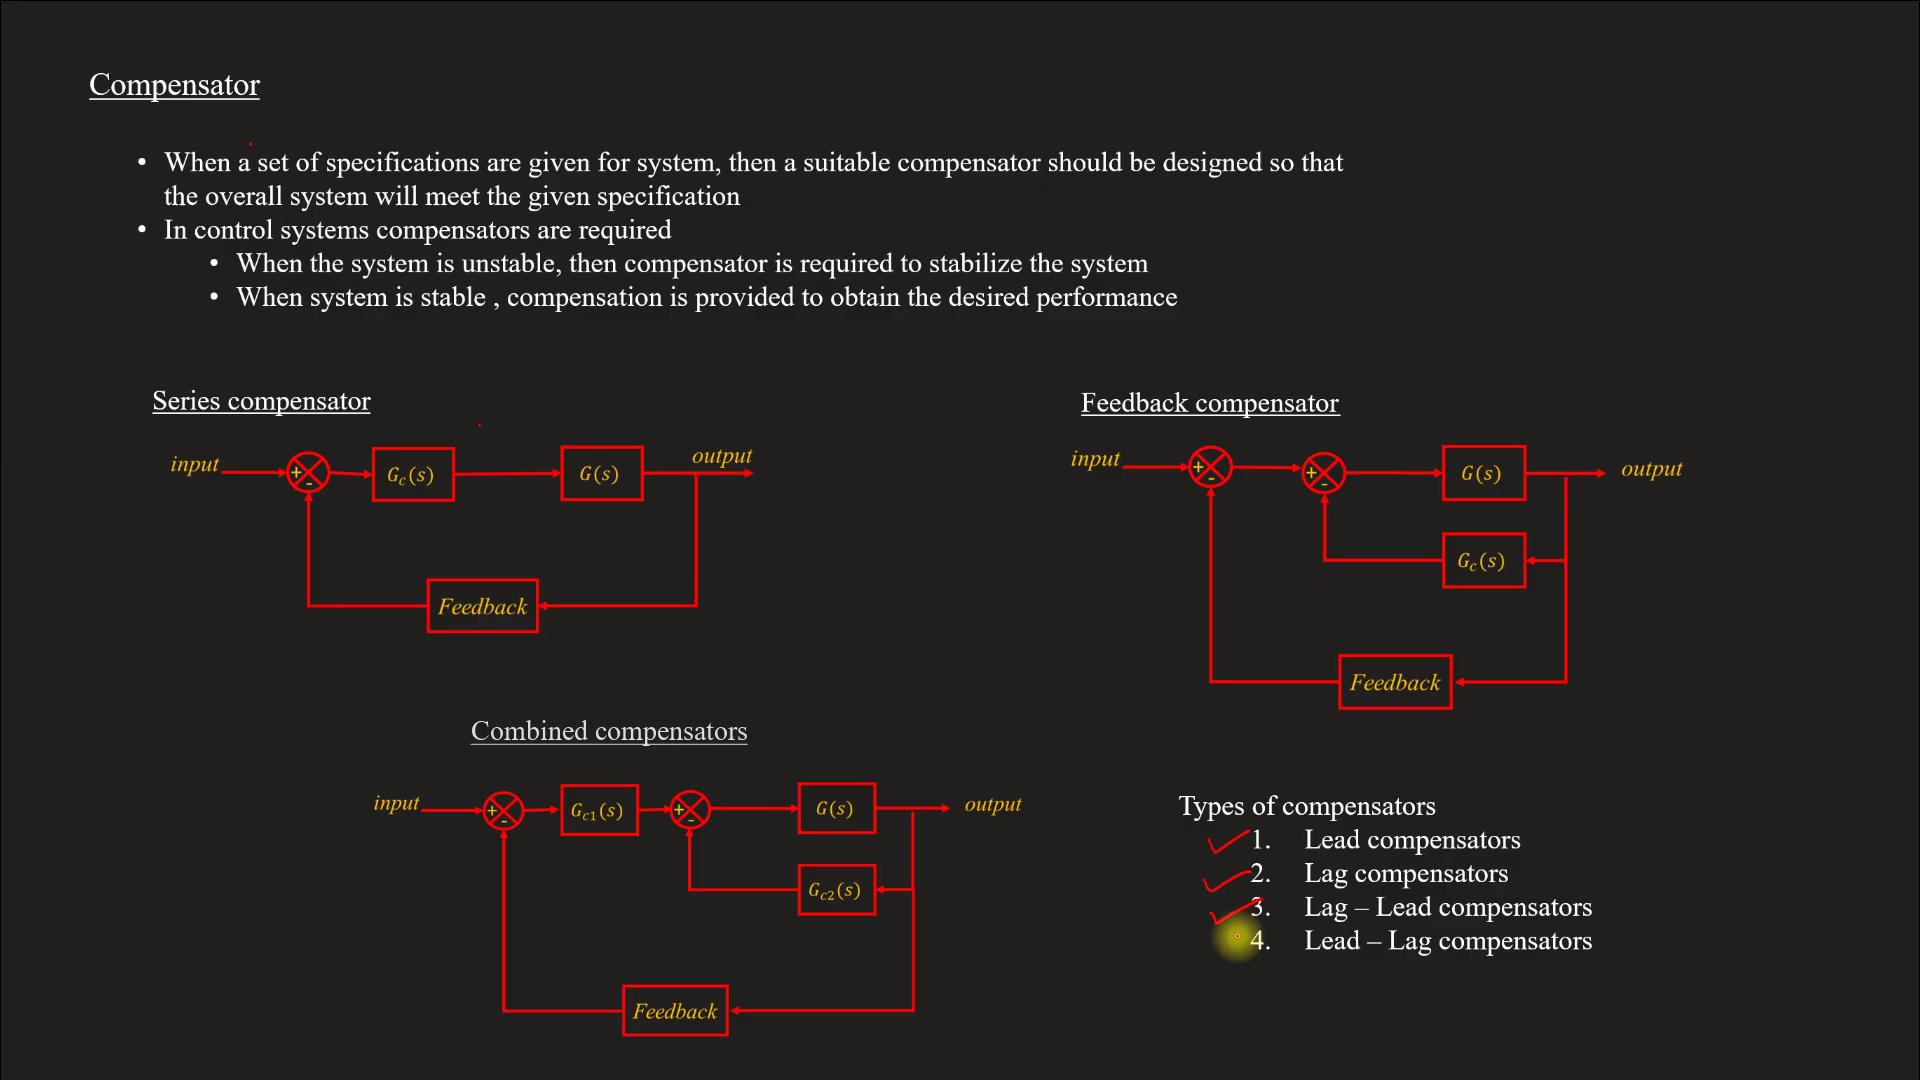 Compensator
• When a set of specifications are given for system, then a suitable compensator should be designed so that
the overall system will meet the given specification
• In control systems compensators are required
• When the system is unstable, then compensator is required to stabilize the system
• When system is stable , compensation is provided to obtain the desired performance
Series compensator
input
+
-
G_c(s)
G(s)
output
Feedback
Feedback compensator
input
+
-
+
-
G(s)
output
G_c(s)
Feedback
Combined compensators
input
+
-
G_c1(s)
+
-
G(s)
output
G_c2(s)
Feedback
Types of compensators
1. Lead compensators
2. Lag compensators
3. Lag – Lead compensators
4. Lead – Lag compensators